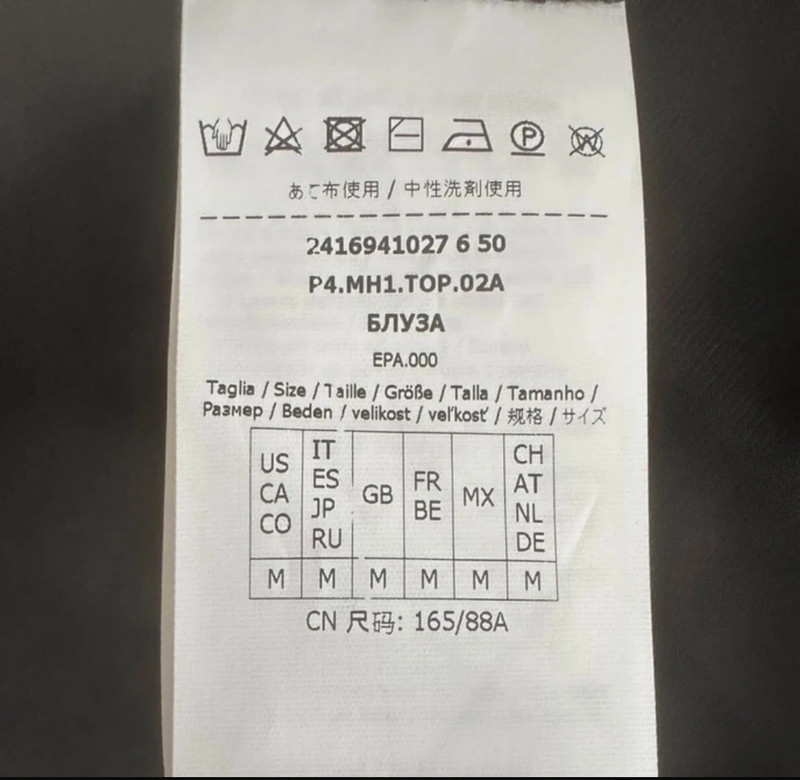 あて布使用 / 中性洗剤使用
2416941027 6 50
P4.MH1.TOP.02A
БЛУЗА
EPA.000
Taglia / Size / Taille / Größe / Talla / Tamanho /
Размер / Beden / velikost / veľkosť / 规格 / サイズ
US CA CO
IT ES JP RU
GB
FR BE
MX
CH AT NL DE
M M M M M M
CN 尺码: 165/88A